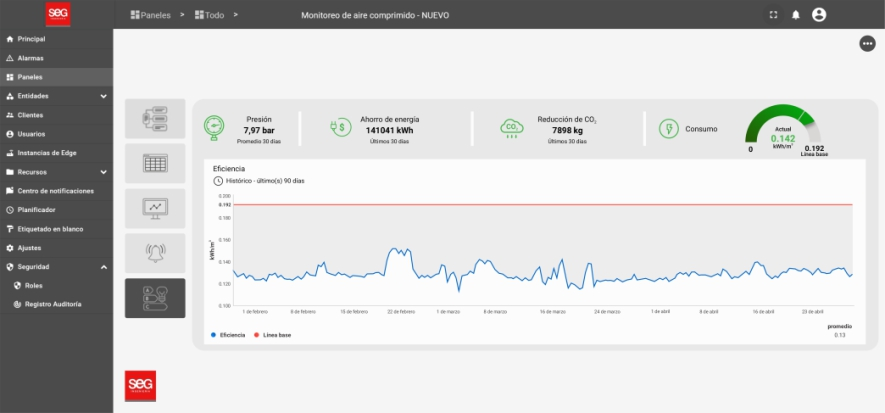 SEG
Paneles > Todo > Monitoreo de aire comprimido - NUEVO
Principal
Alarmas
Paneles
Entidades
Clientes
Usuarios
Instancias de Edge
Recursos
Centro de notificaciones
Planificador
Etiquetado en blanco
Ajustes
Seguridad
Roles
Registro Auditoría
Presión
7,97 bar
Promedio 30 días
Ahorro de energía
141041 kWh
Últimos 30 días
CO₂
Reducción de CO₂
7898 kg
Últimos 30 días
Consumo
Actual
0.142
kWh/m³
0
0.192
Línea base
Eficiencia
Histórico - último(s) 90 días
kWh/m³
0.200
0.192
0.180
0.160
0.140
0.120
0.100
1 de febrero 8 de febrero 15 de febrero 22 de febrero 1 de marzo 8 de marzo 16 de marzo 24 de marzo 1 de abril 8 de abril 16 de abril 23 de abril
Eficiencia Línea base
promedio
0.13
SEG